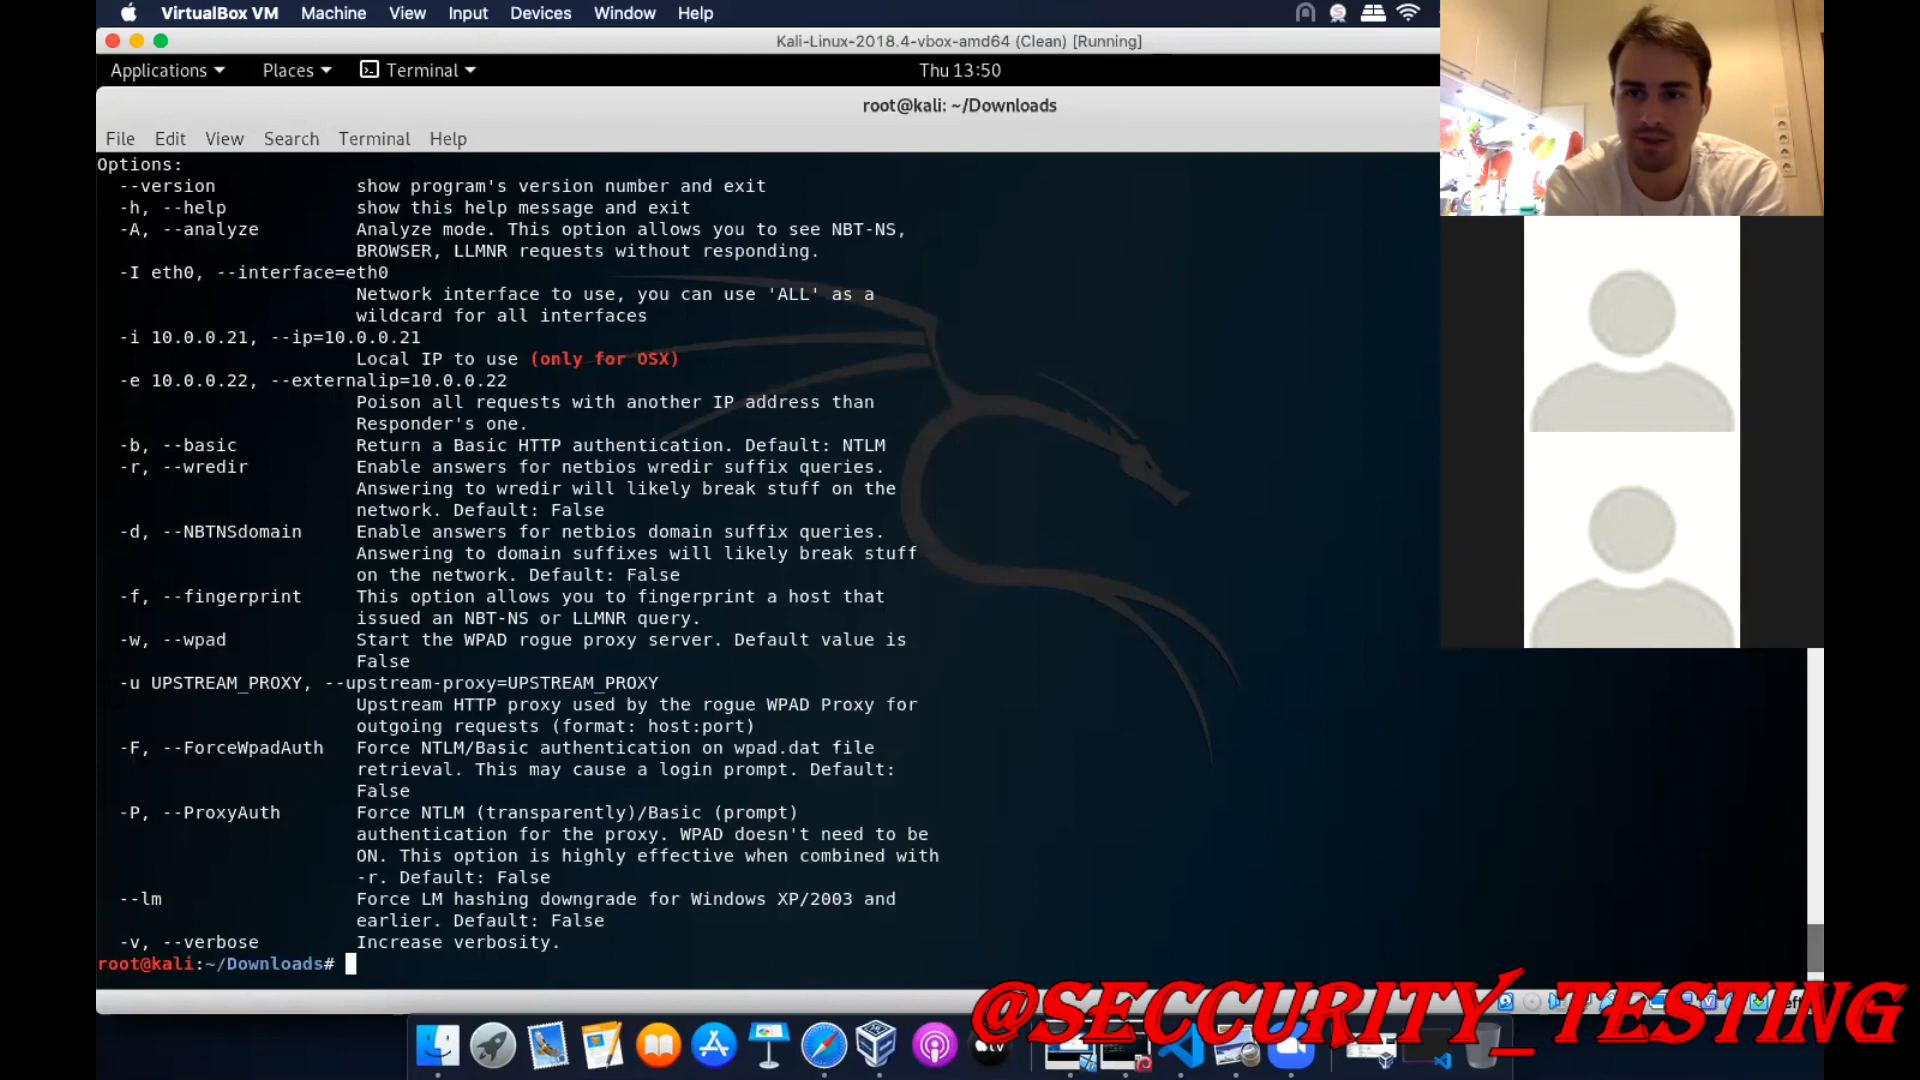 VirtualBox VM Machine View Input Devices Window Help
Kali-Linux-2018.4-vbox-amd64 (Clean) [Running]
Applications Places Terminal Thu 13:50
root@kali: ~/Downloads
File Edit View Search Terminal Help
Options:
--version show program's version number and exit
-h, --help show this help message and exit
-A, --analyze Analyze mode. This option allows you to see NBT-NS,
BROWSER, LLMNR requests without responding.
-I eth0, --interface=eth0
Network interface to use, you can use 'ALL' as a
wildcard for all interfaces
-i 10.0.0.21, --ip=10.0.0.21
Local IP to use (only for OSX)
-e 10.0.0.22, --externalip=10.0.0.22
Poison all requests with another IP address than
Responder's one.
-b, --basic Return a Basic HTTP authentication. Default: NTLM
-r, --wredir Enable answers for netbios wredir suffix queries.
Answering to wredir will likely break stuff on the
network. Default: False
-d, --NBTNSdomain Enable answers for netbios domain suffix queries.
Answering to domain suffixes will likely break stuff
on the network. Default: False
-f, --fingerprint This option allows you to fingerprint a host that
issued an NBT-NS or LLMNR query.
-w, --wpad Start the WPAD rogue proxy server. Default value is
False
-u UPSTREAM_PROXY, --upstream-proxy=UPSTREAM_PROXY
Upstream HTTP proxy used by the rogue WPAD Proxy for
outgoing requests (format: host:port)
-F, --ForceWpadAuth Force NTLM/Basic authentication on wpad.dat file
retrieval. This may cause a login prompt. Default:
False
-P, --ProxyAuth Force NTLM (transparently)/Basic (prompt)
authentication for the proxy. WPAD doesn't need to be
ON. This option is highly effective when combined with
-r. Default: False
--lm Force LM hashing downgrade for Windows XP/2003 and
earlier. Default: False
-v, --verbose Increase verbosity.
root@kali:~/Downloads#
@SECCURITY_TESTING